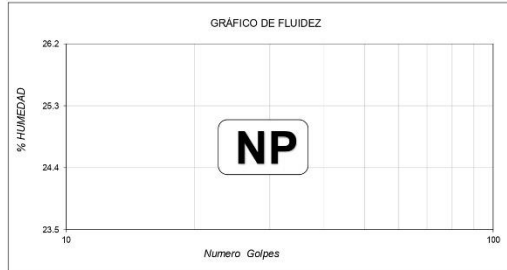 GRÁFICO DE FLUIDEZ
26.2
25.3
% HUMEDAD
NP
24.4
23.5
10
100
Numero Golpes